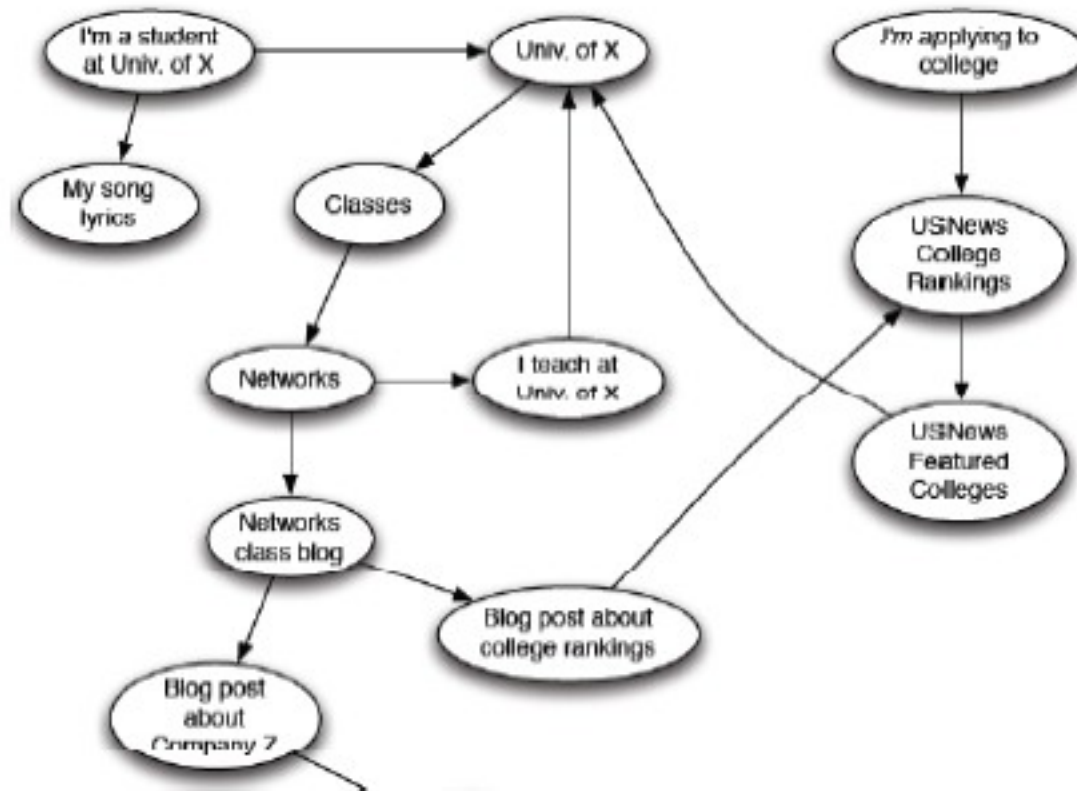 I'm a student
at Univ. of X
Univ. of X
I'm applying to
college
My song
lyrics
Classes
USNews
College
Rankings
Networks
I teach at
Univ. of X
USNews
Featured
Colleges
Networks
class blog
Blog post about
college rankings
Blog post
about
Company Z